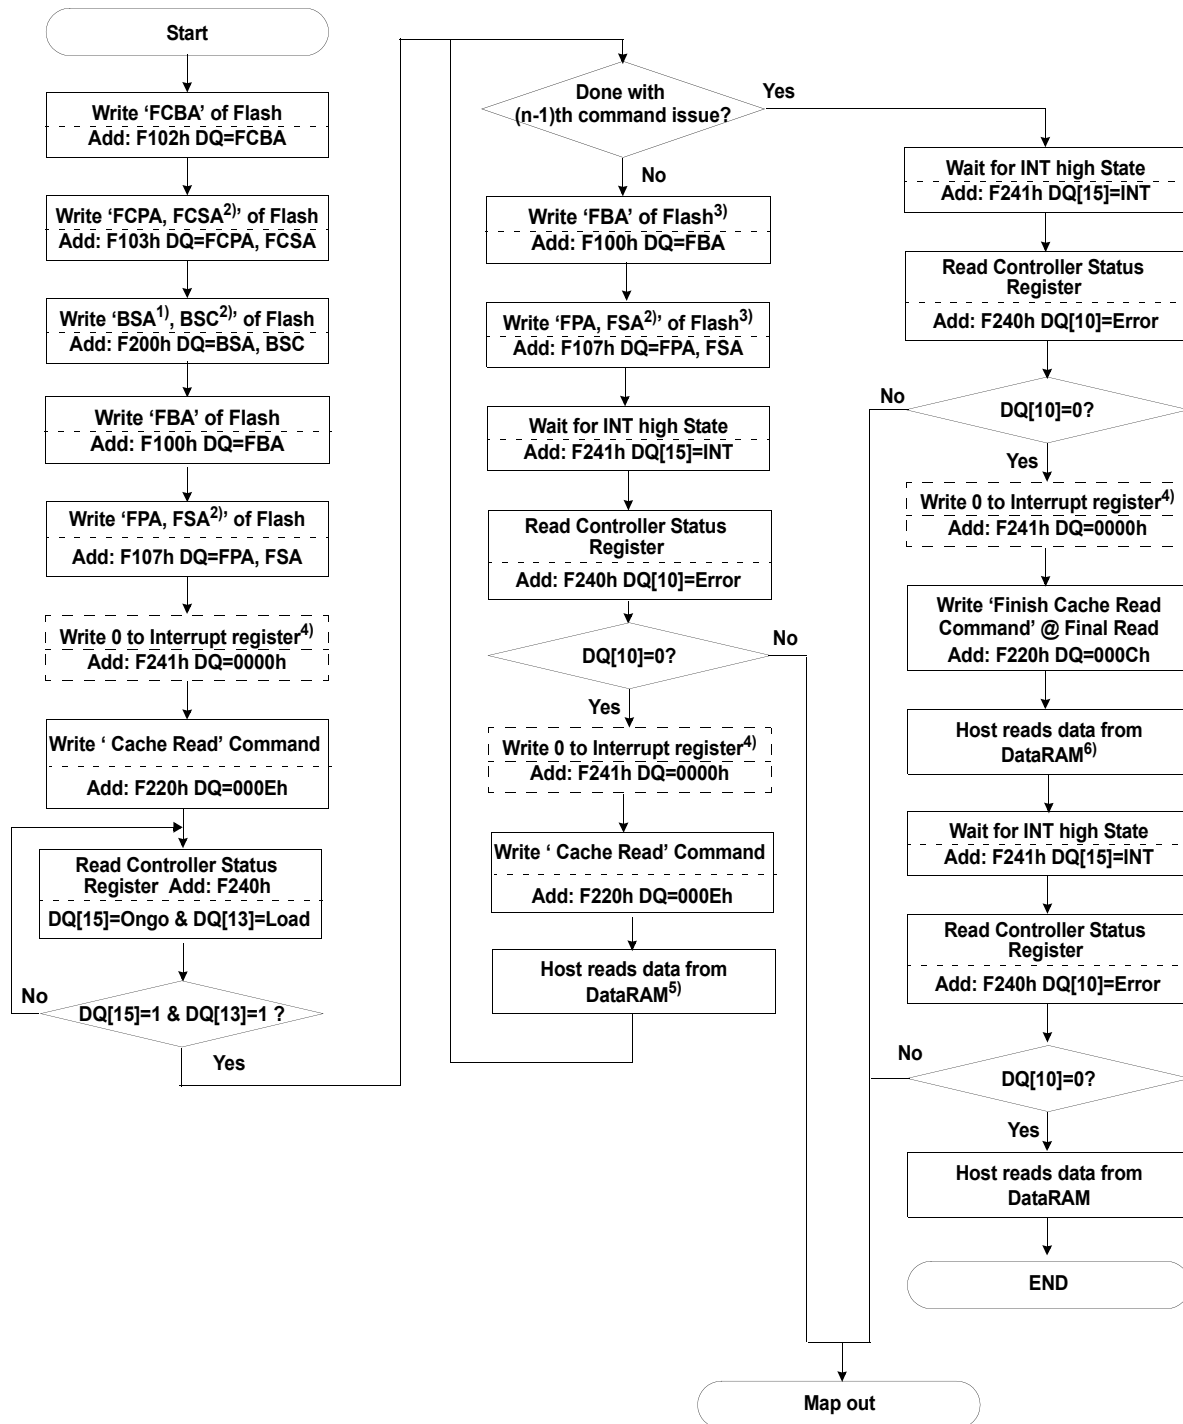 Start
Write ‘FCBA’ of Flash
Add: F102h DQ=FCBA
Write ‘FCPA, FCSA2)’ of Flash
Add: F103h DQ=FCPA, FCSA
Write ‘BSA1), BSC2)’ of Flash
Add: F200h DQ=BSA, BSC
Write ‘FBA’ of Flash
Add: F100h DQ=FBA
Write ‘FPA, FSA2)’ of Flash
Add: F107h DQ=FPA, FSA
Write 0 to Interrupt register4)
Add: F241h DQ=0000h
Write ‘ Cache Read’ Command
Add: F220h DQ=000Eh
Read Controller Status
Register Add: F240h
DQ[15]=Ongo & DQ[13]=Load
No
DQ[15]=1 & DQ[13]=1 ?
Yes
Done with
(n-1)th command issue?
Yes
No
Write ‘FBA’ of Flash3)
Add: F100h DQ=FBA
Write ‘FPA, FSA2)’ of Flash3)
Add: F107h DQ=FPA, FSA
Wait for INT high State
Add: F241h DQ[15]=INT
Read Controller Status
Register
Add: F240h DQ[10]=Error
No
DQ[10]=0?
Yes
Write 0 to Interrupt register4)
Add: F241h DQ=0000h
Write ‘ Cache Read’ Command
Add: F220h DQ=000Eh
Host reads data from
DataRAM5)
Wait for INT high State
Add: F241h DQ[15]=INT
Read Controller Status
Register
Add: F240h DQ[10]=Error
No
DQ[10]=0?
Yes
Write 0 to Interrupt register4)
Add: F241h DQ=0000h
Write ‘Finish Cache Read
Command’ @ Final Read
Add: F220h DQ=000Ch
Host reads data from
DataRAM6)
Wait for INT high State
Add: F241h DQ[15]=INT
Read Controller Status
Register
Add: F240h DQ[10]=Error
No
DQ[10]=0?
Yes
Host reads data from
DataRAM
END
Map out